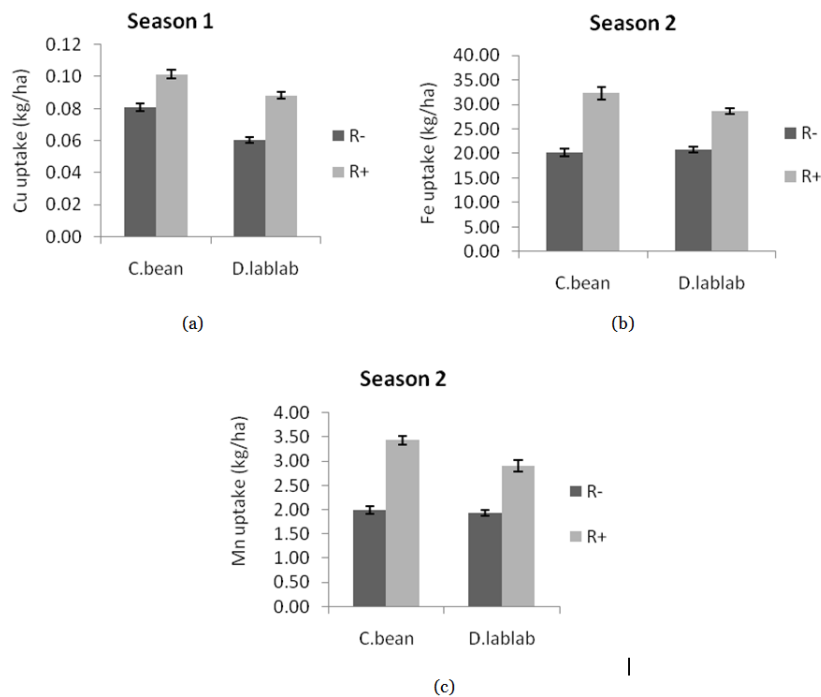 Season 1
Cu uptake (kg/ha)
0.12
0.10
0.08
0.06
0.04
0.02
0.00
C.bean D.lablab
R-
R+
(a)
Season 2
Fe uptake (kg/ha)
40.00
35.00
30.00
25.00
20.00
15.00
10.00
5.00
0.00
C.bean D.lablab
R-
R+
(b)
Season 2
Mn uptake (kg/ha)
4.00
3.50
3.00
2.50
2.00
1.50
1.00
0.50
0.00
C.bean D.lablab
R-
R+
(c)